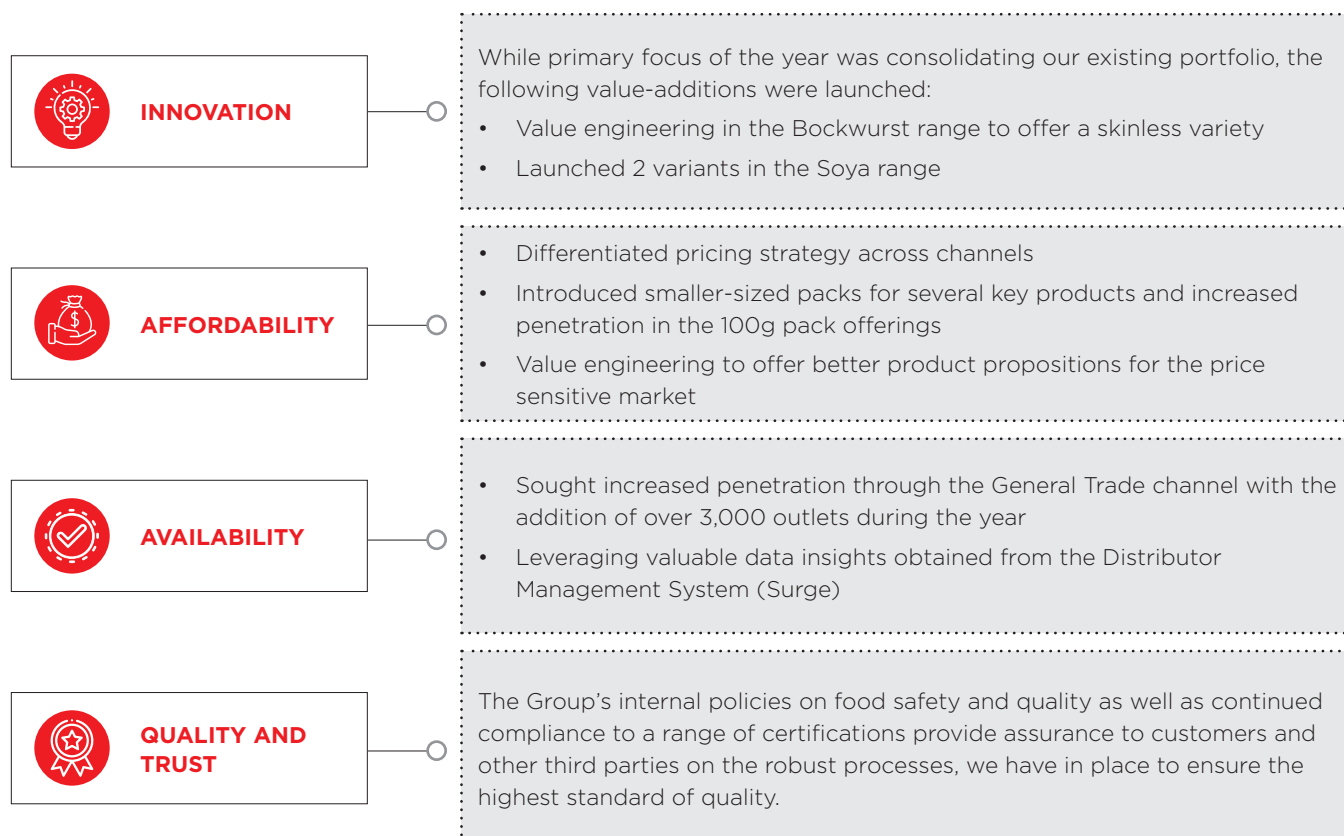 INNOVATION
While primary focus of the year was consolidating our existing portfolio, the
following value-additions were launched:
• Value engineering in the Bockwurst range to offer a skinless variety
• Launched 2 variants in the Soya range
AFFORDABILITY
• Differentiated pricing strategy across channels
• Introduced smaller-sized packs for several key products and increased
penetration in the 100g pack offerings
• Value engineering to offer better product propositions for the price
sensitive market
AVAILABILITY
• Sought increased penetration through the General Trade channel with the
addition of over 3,000 outlets during the year
• Leveraging valuable data insights obtained from the Distributor
Management System (Surge)
QUALITY AND
TRUST
The Group’s internal policies on food safety and quality as well as continued
compliance to a range of certifications provide assurance to customers and
other third parties on the robust processes, we have in place to ensure the
highest standard of quality.